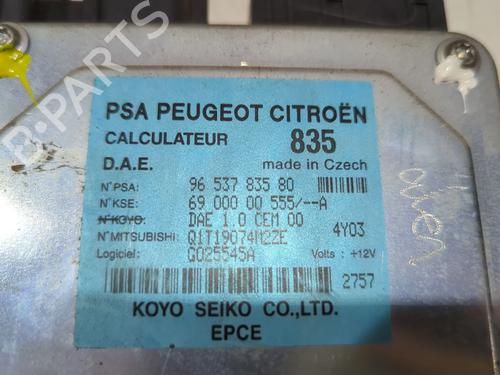 PSA PEUGEOT CITROËN
CALCULATEUR 835
D.A.E. made in Czech
N°PSA: 96 537 835 80
N°KSE: 69 000 00 555/--A
N°KOYO: DAE 1.0 CEM 00
N°MITSUBISHI: Q1T19074M22E 4Y03
Logiciel: G025545A Volts: +12V
2757
KOYO SEIKO CO.,LTD.
EPCE
B-PARTS